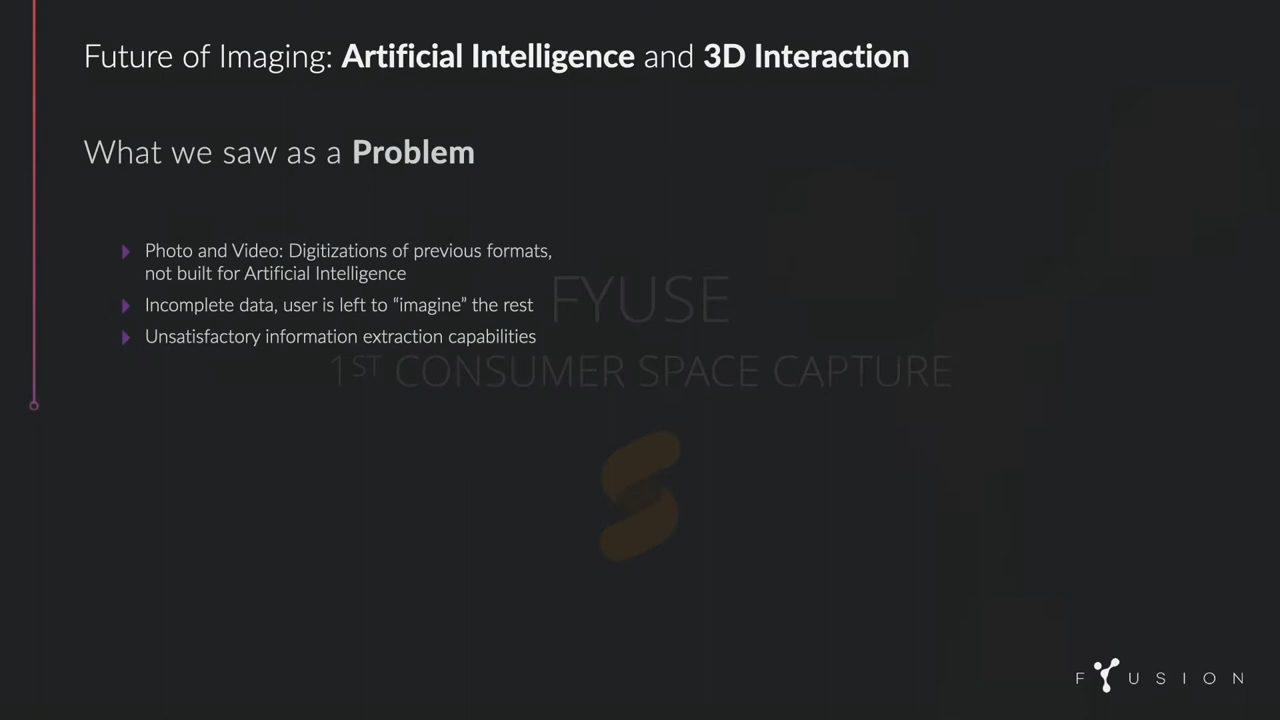 Future of Imaging: Artificial Intelligence and 3D Interaction
What we saw as a Problem
Photo and Video: Digitizations of previous formats,
not built for Artificial Intelligence
Incomplete data, user is left to “imagine” the rest
Unsatisfactory information extraction capabilities
FYUSE
1ST CONSUMER SPACE CAPTURE
FYUSION